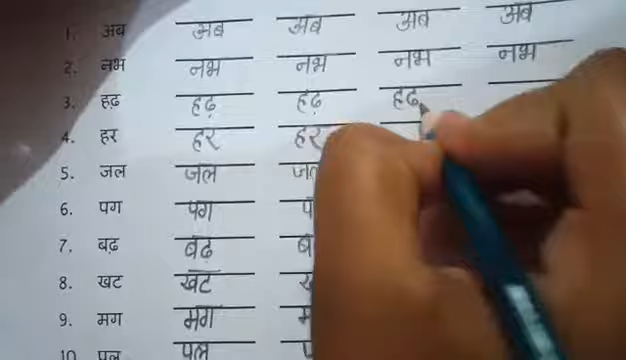 1. अब अब अब अब अब
2. नभ नभ नभ नभ नभ
3. हढ़ हढ़ हढ़ हढ
4. हर हर हर
5. जल जल जल
6. पग पग प
7. बढ़ बढ़ ब
8. खट खट
9. मग मग म
10. पल पल